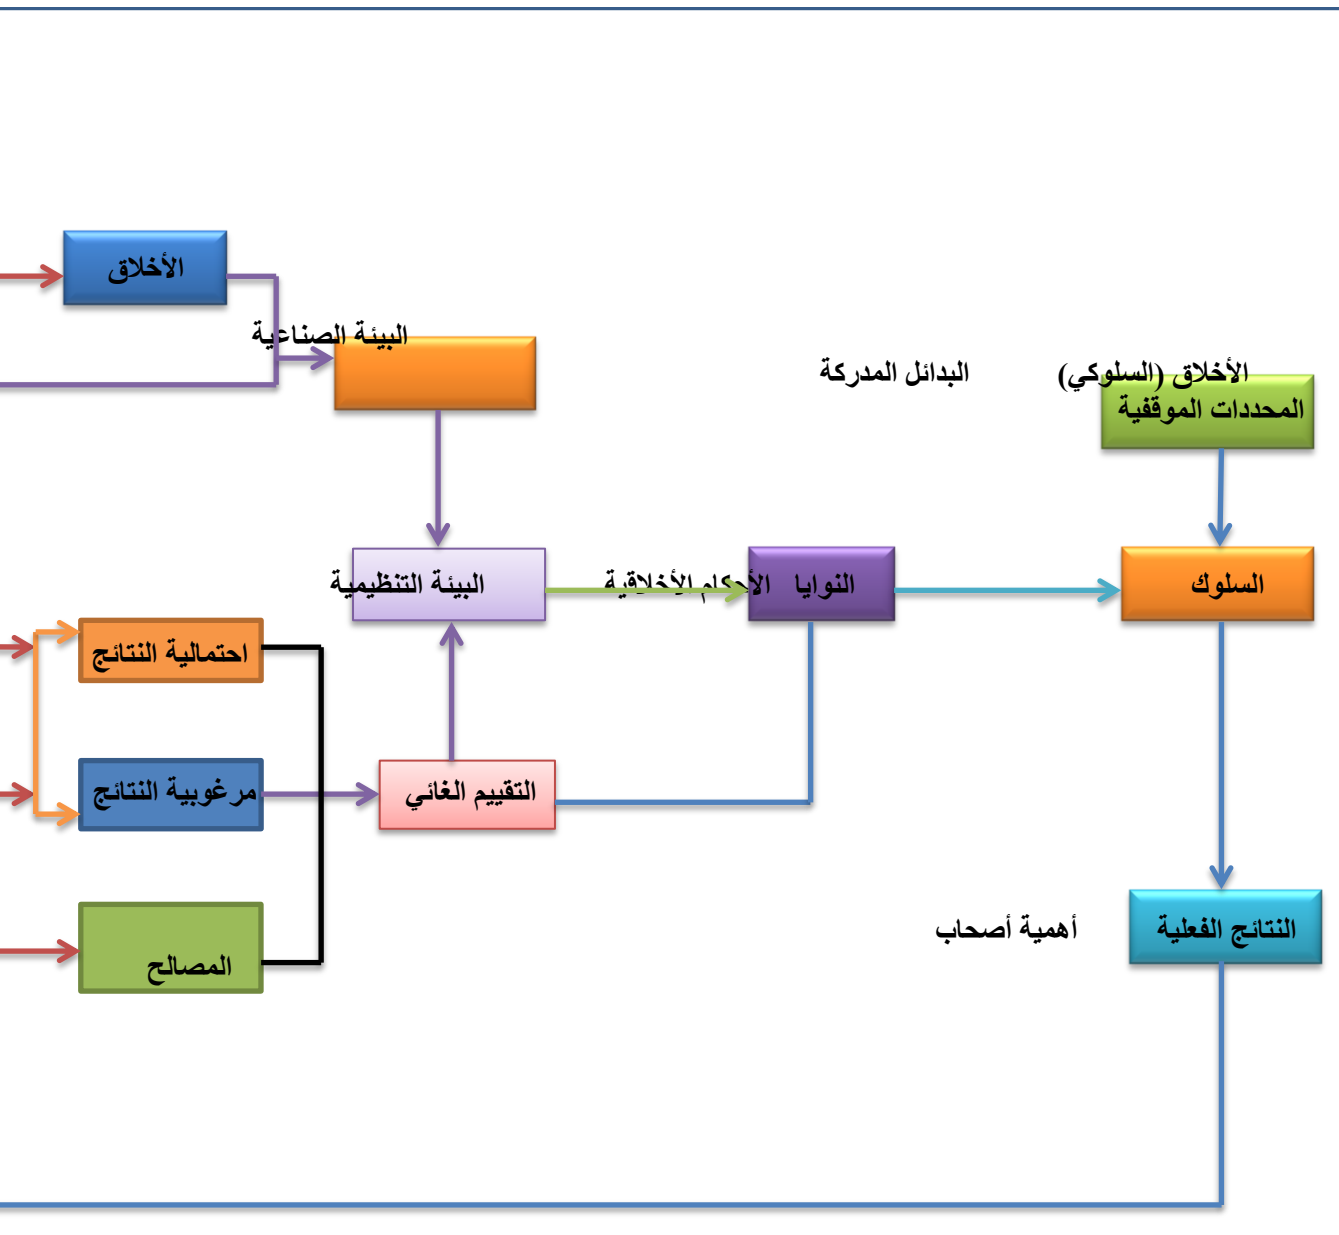 الأخلاق
البيئة الصناعية
الأخلاق (السلوكي) البدائل المدركة
المحددات الموقفية
السلوك
النوايا الأحكام الأخلاقية
البيئة التنظيمية
احتمالية النتائج
مرغوبية النتائج
التقييم الغائي
النتائج الفعلية أهمية أصحاب
المصالح